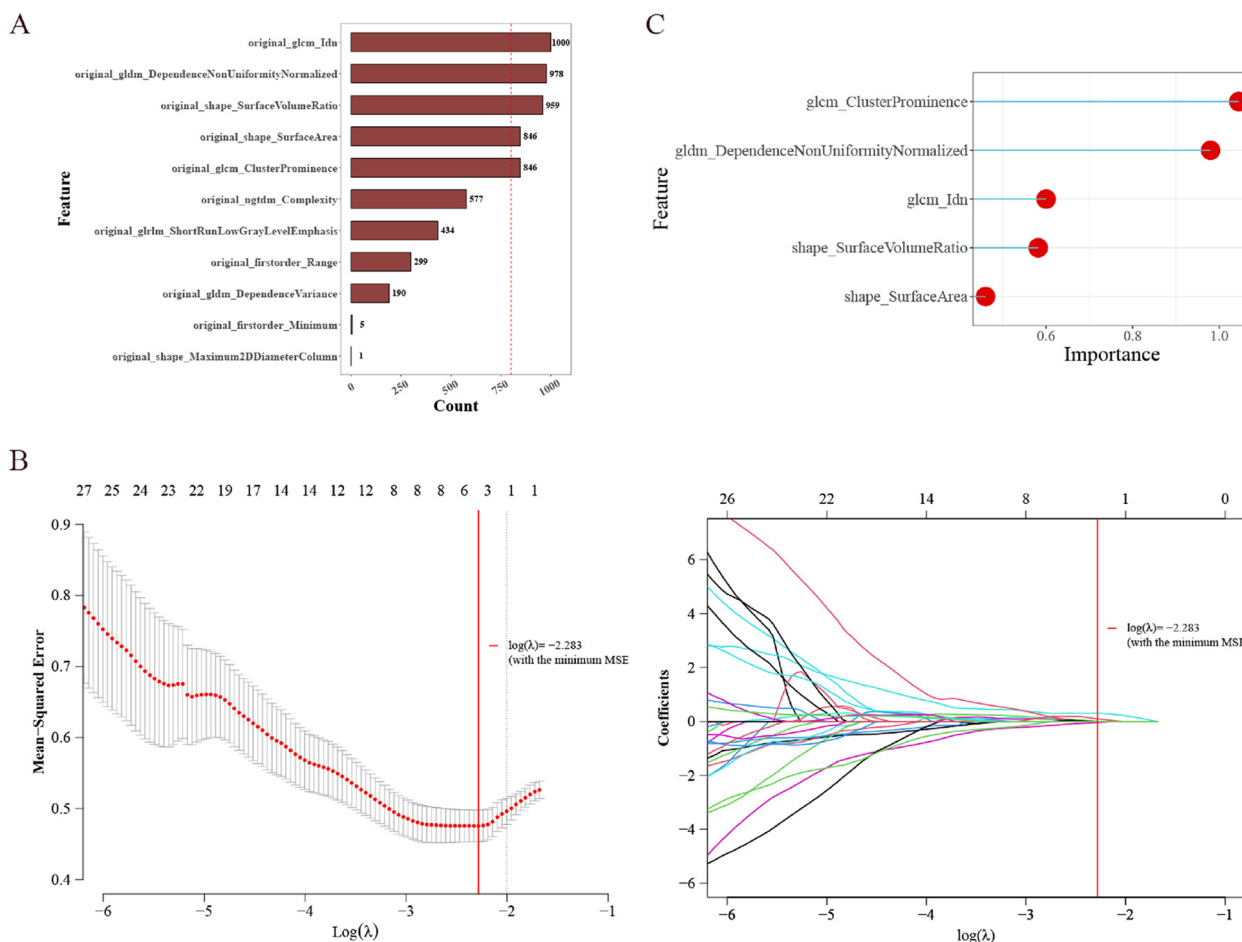 A
Feature
original_glcm_Idn 1000
original_gldm_DependenceNonUniformityNormalized 978
original_shape_SurfaceVolumeRatio 959
original_shape_SurfaceArea 846
original_glcm_ClusterProminence 846
original_ngtdm_Complexity 577
original_glrlm_ShortRunLowGrayLevelEmphasis 434
original_firstorder_Range 299
original_gldm_DependenceVariance 190
original_firstorder_Minimum 5
original_shape_Maximum2DDiameterColumn 1
0 250 500 750 1000
Count
C
Feature
glcm_ClusterProminence
gldm_DependenceNonUniformityNormalized
glcm_Idn
shape_SurfaceVolumeRatio
shape_SurfaceArea
0.6 0.8 1.0
Importance
B
27 25 24 23 22 19 17 14 14 12 12 8 8 8 6 3 1 1
Mean-Squared Error
0.9
0.8
0.7
0.6
0.5
0.4
log(λ)= −2.283
(with the minimum MSE
−6 −5 −4 −3 −2 −1
Log(λ)
26 22 14 8 1 0
Coefficients
6
4
2
0
−2
−4
−6
log(λ)= −2.283
(with the minimum MSE
−6 −5 −4 −3 −2 −1
log(λ)